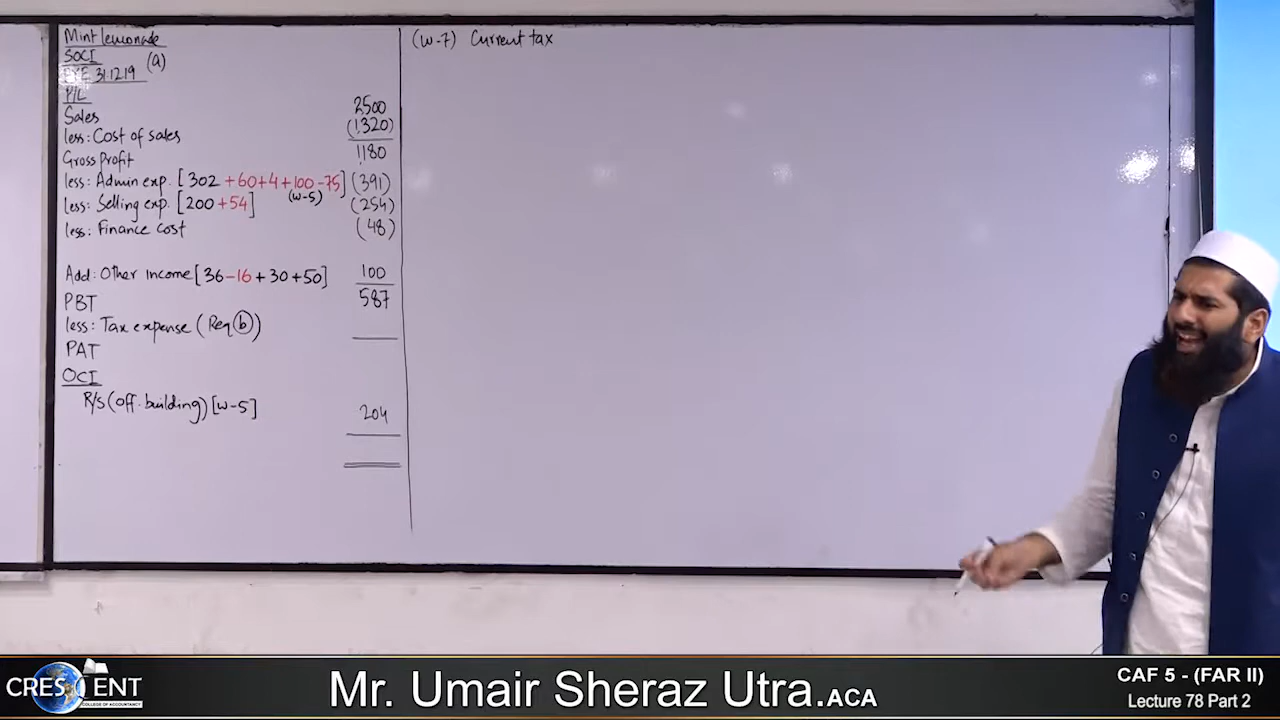 Mint lemonade
SOCI
FYE 31.12.19 (a)
P/L
Sales 2500
less: Cost of sales (1320)
Gross profit 1180
less: Admin exp. [302 +60+4+100-75] (391)
(w-5)
less: Selling exp. [200 +54] (254)
less: Finance cost (48)
Add: Other income [36-16+30+50] 100
PBT 587
less: Tax expense (Req (b))
PAT
OCI
R/S (off. building) [w-5] 204
(w-7) Current tax
CRESCENT
COLLEGE OF ACCOUNTANCY
Mr. Umair Sheraz Utra.ACA
CAF 5 - (FAR II)
Lecture 78 Part 2